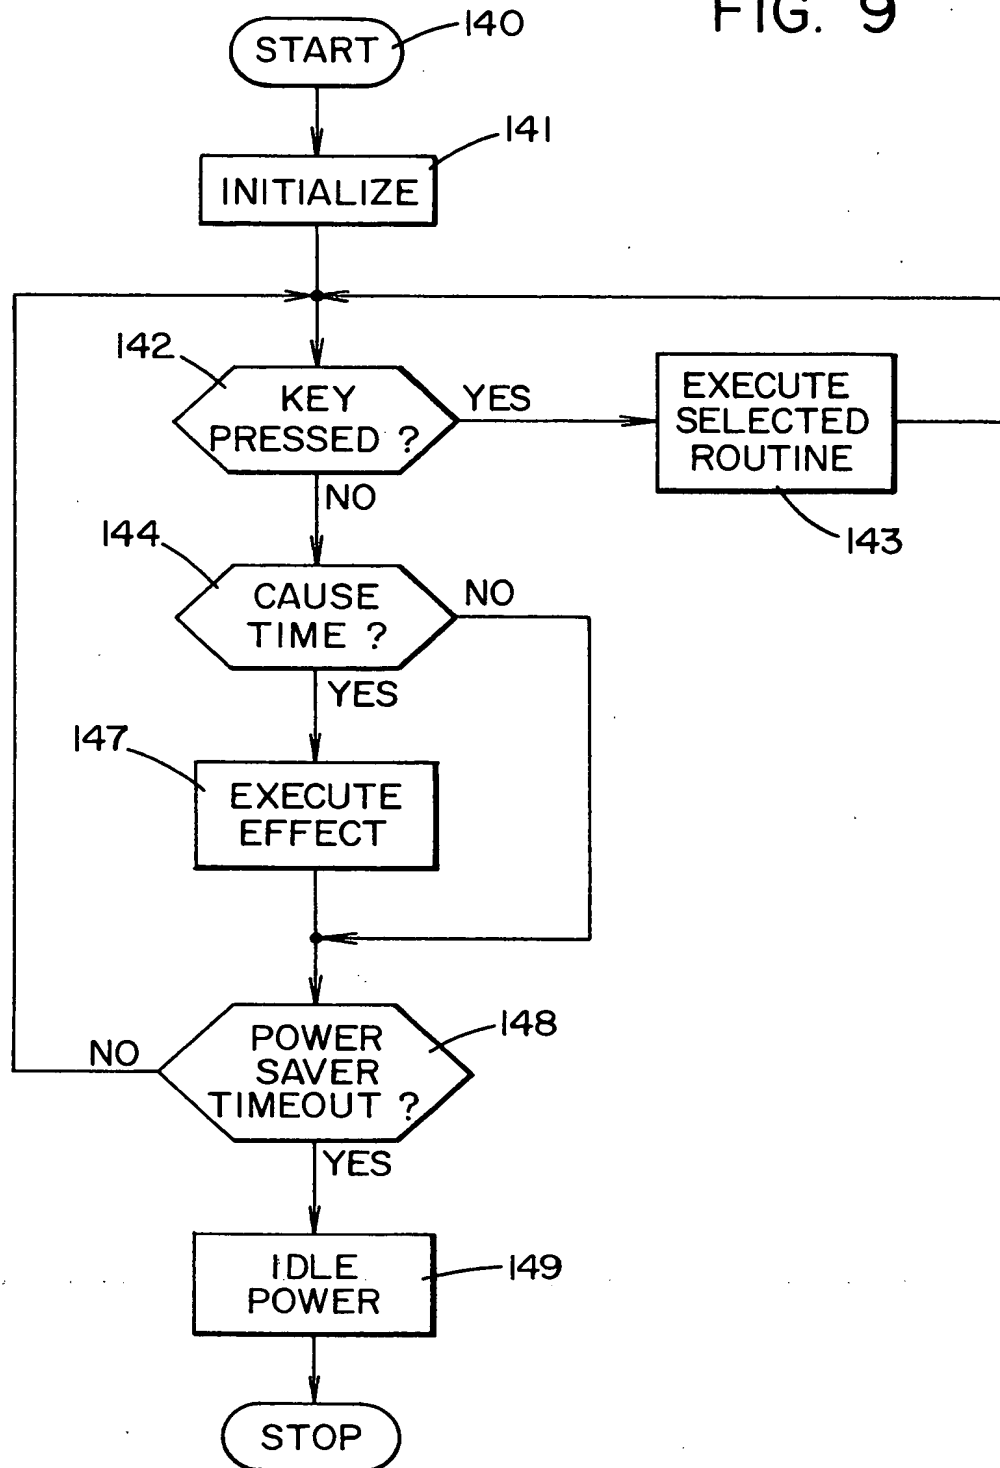 FIG. 9
START
140
141
INITIALIZE
142
KEY
PRESSED ?
YES
EXECUTE
SELECTED
ROUTINE
143
NO
144
CAUSE
TIME ?
NO
YES
147
EXECUTE
EFFECT
148
POWER
SAVER
TIMEOUT ?
NO
YES
IDLE
POWER
149
STOP